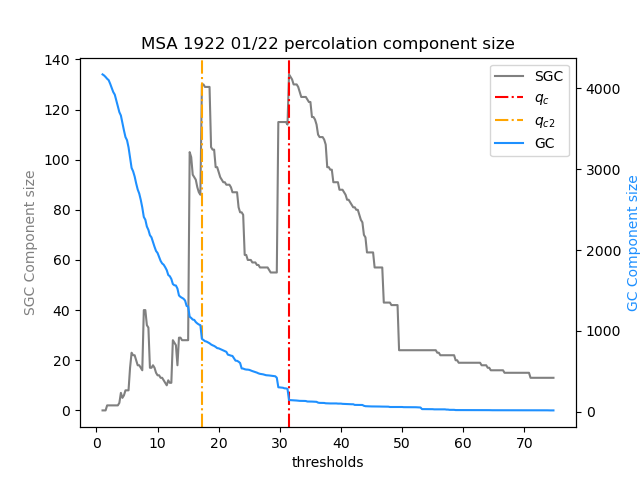 MSA 1922 01/22 percolation component size
SGC
q_c
q_c2
GC
SGC Component size
140
120
100
80
60
40
20
0
GC Component size
4000
3000
2000
1000
0
0 10 20 30 40 50 60 70
thresholds